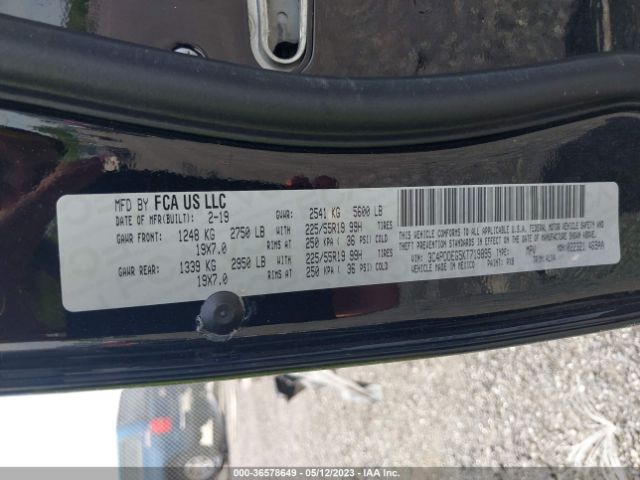 MFD BY FCA US LLC
DATE OF MFR(BUILT): 2-19 GVWR: 2541 KG 5600 LB
GAWR FRONT: 1248 KG 2750 LB WITH 225/55R19 99H TIRES
19X7.0 RIMS AT 250 KPA ( 36 PSI) COLD
GAWR REAR: 1339 KG 2950 LB WITH 225/55R19 99H TIRES
19X7.0 RIMS AT 250 KPA ( 36 PSI) COLD
THIS VEHICLE CONFORMS TO ALL APPLICABLE U.S.A. FEDERAL MOTOR VEHICLE SAFETY AND
THEFT PREVENTION STANDARDS IN EFFECT ON THE DATE OF MANUFACTURE SHOWN ABOVE.
VIN: 3C4PDDEG5KT719895 TYPE: MPV
VEHICLE MADE IN MEXICO PAINT: PX8 TRIM:
000-36578649 - 05/12/2023 - IAA Inc.